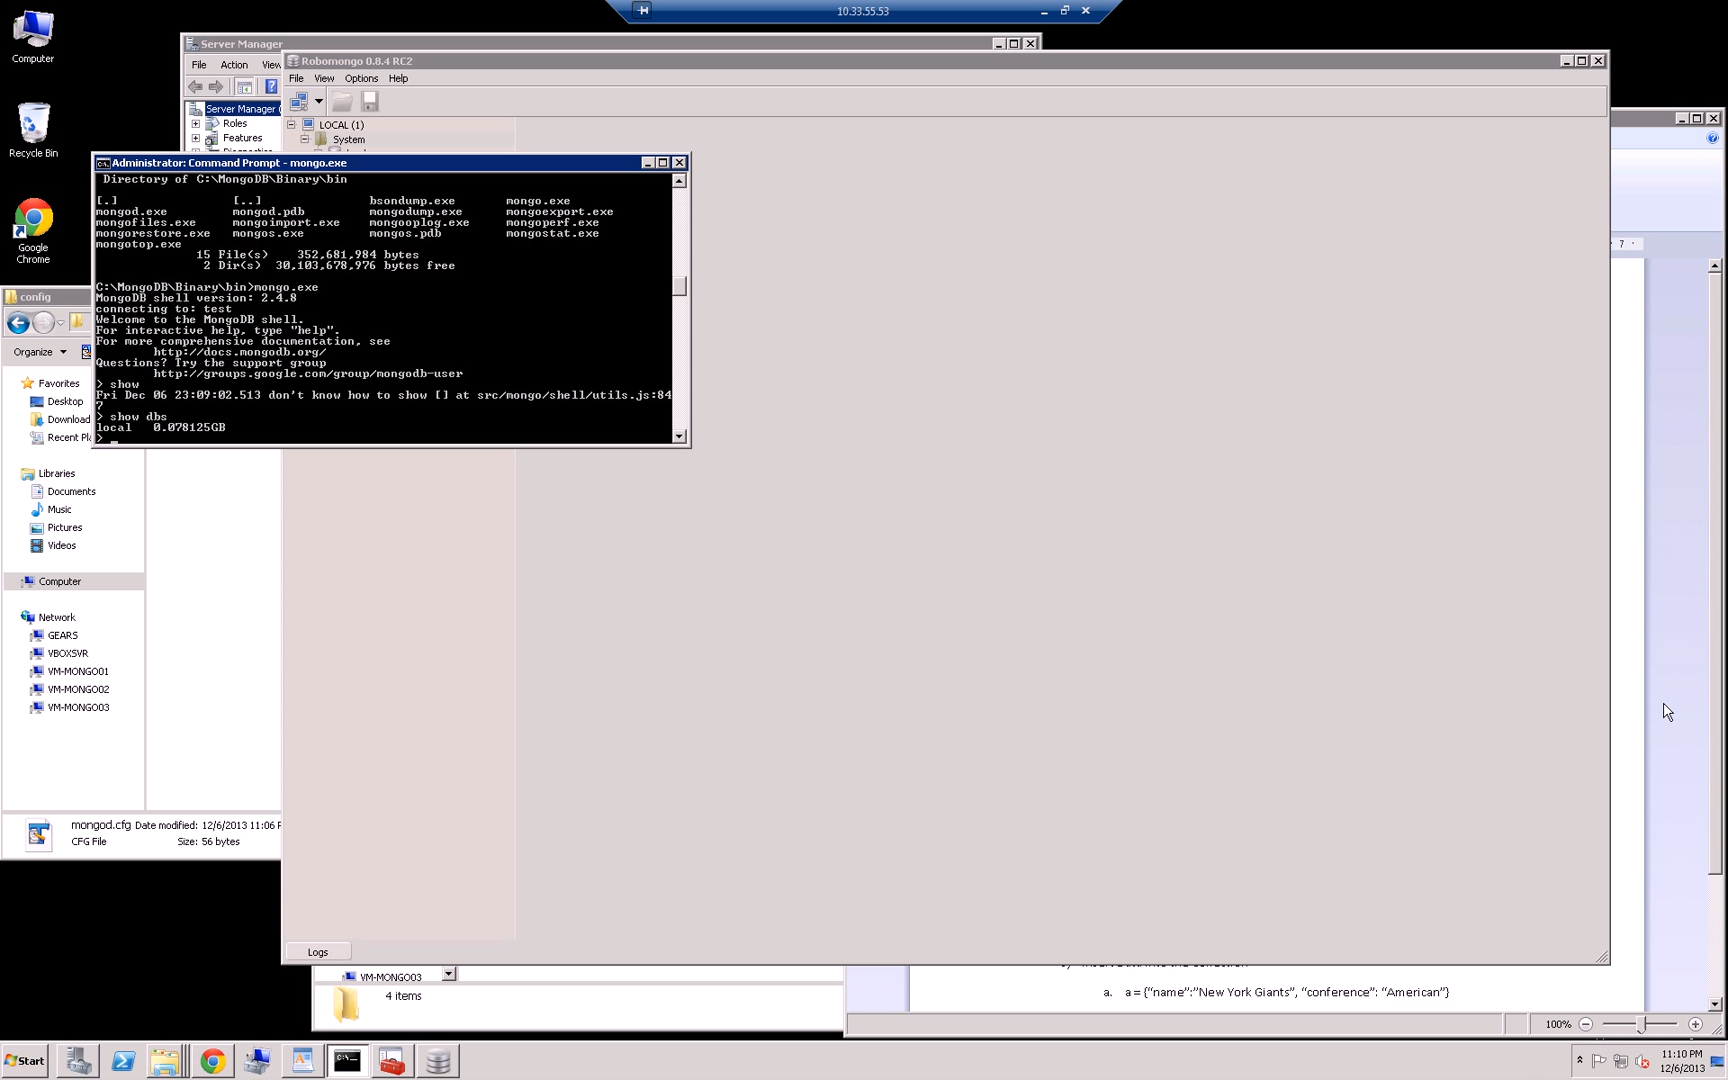 10.33.55.53
Computer
Recycle Bin
Google
Chrome
Server Manager
File Action View
Server Manager
Roles
Features
Robomongo 0.8.4 RC2
File View Options Help
LOCAL (1)
System
Administrator: Command Prompt - mongo.exe
Directory of C:\MongoDB\Binary\bin
[.] [..] bsondump.exe mongo.exe
mongod.exe mongod.pdb mongodump.exe mongoexport.exe
mongofiles.exe mongoimport.exe mongooplog.exe mongoperf.exe
mongorestore.exe mongos.exe mongos.pdb mongostat.exe
mongotop.exe
15 File(s) 352,681,984 bytes
2 Dir(s) 30,103,678,976 bytes free
C:\MongoDB\Binary\bin>mongo.exe
MongoDB shell version: 2.4.8
connecting to: test
Welcome to the MongoDB shell.
For interactive help, type "help".
For more comprehensive documentation, see
http://docs.mongodb.org/
Questions? Try the support group
http://groups.google.com/group/mongodb-user
> show
Fri Dec 06 23:09:02.513 don't know how to show [] at src/mongo/shell/utils.js:84
7
> show dbs
local 0.078125GB
> _
config
Organize
Favorites
Desktop
Download
Recent Pl
Libraries
Documents
Music
Pictures
Videos
Computer
Network
GEARS
VBOXSVR
VM-MONGO01
VM-MONGO02
VM-MONGO03
mongod.cfg Date modified: 12/6/2013 11:06 P
CFG File Size: 56 bytes
Logs
VM-MONGO03
4 items
7
a. a = {“name”:”New York Giants”, “conference”: “American”}
100%
Start
11:10 PM
12/6/2013